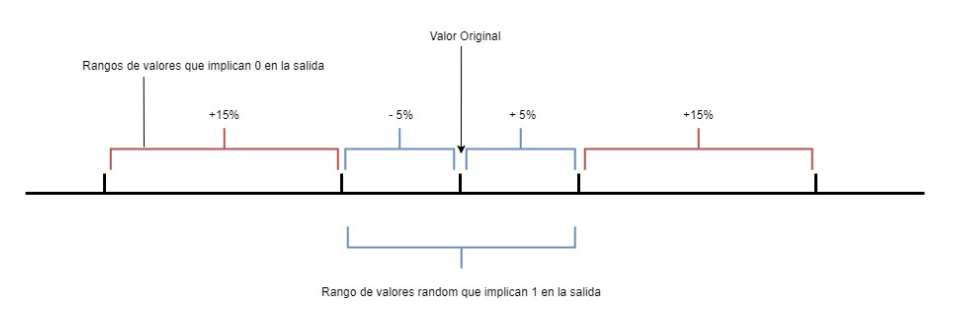 Valor Original
Rangos de valores que implican 0 en la salida
+15%
- 5%
+ 5%
+15%
Rango de valores random que implican 1 en la salida